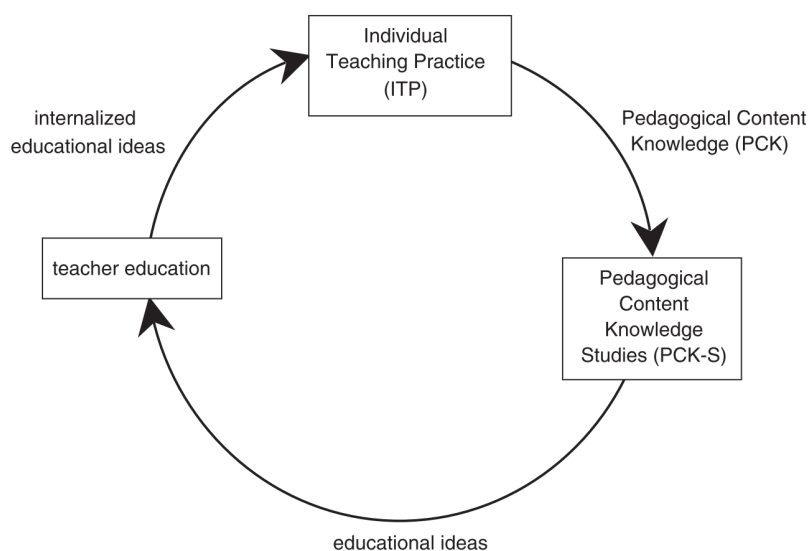 Individual
Teaching Practice
(ITP)
internalized
educational ideas
Pedagogical Content
Knowledge (PCK)
teacher education
Pedagogical
Content
Knowledge
Studies (PCK-S)
educational ideas